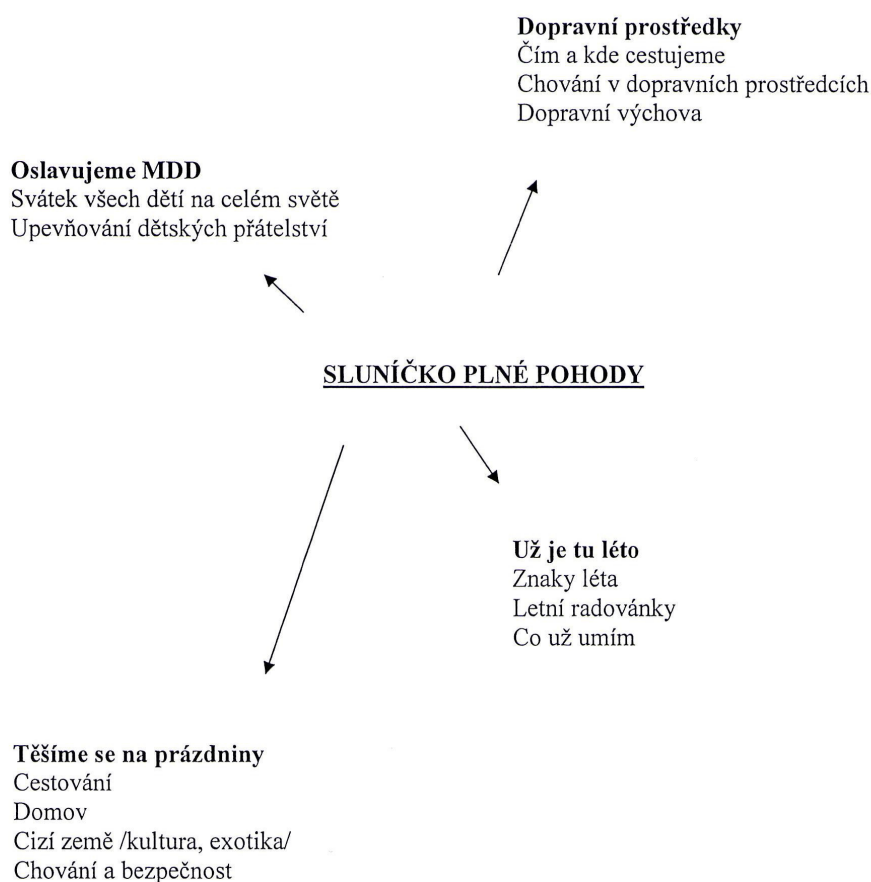 Dopravní prostředky
Čím a kde cestujeme
Chování v dopravních prostředcích
Dopravní výchova
Oslavujeme MDD
Svátek všech dětí na celém světě
Upevňování dětských přátelství
SLUNÍČKO PLNÉ POHODY
Už je tu léto
Znaky léta
Letní radovánky
Co už umím
Těšíme se na prázdniny
Cestování
Domov
Cizí země /kultura, exotika/
Chování a bezpečnost